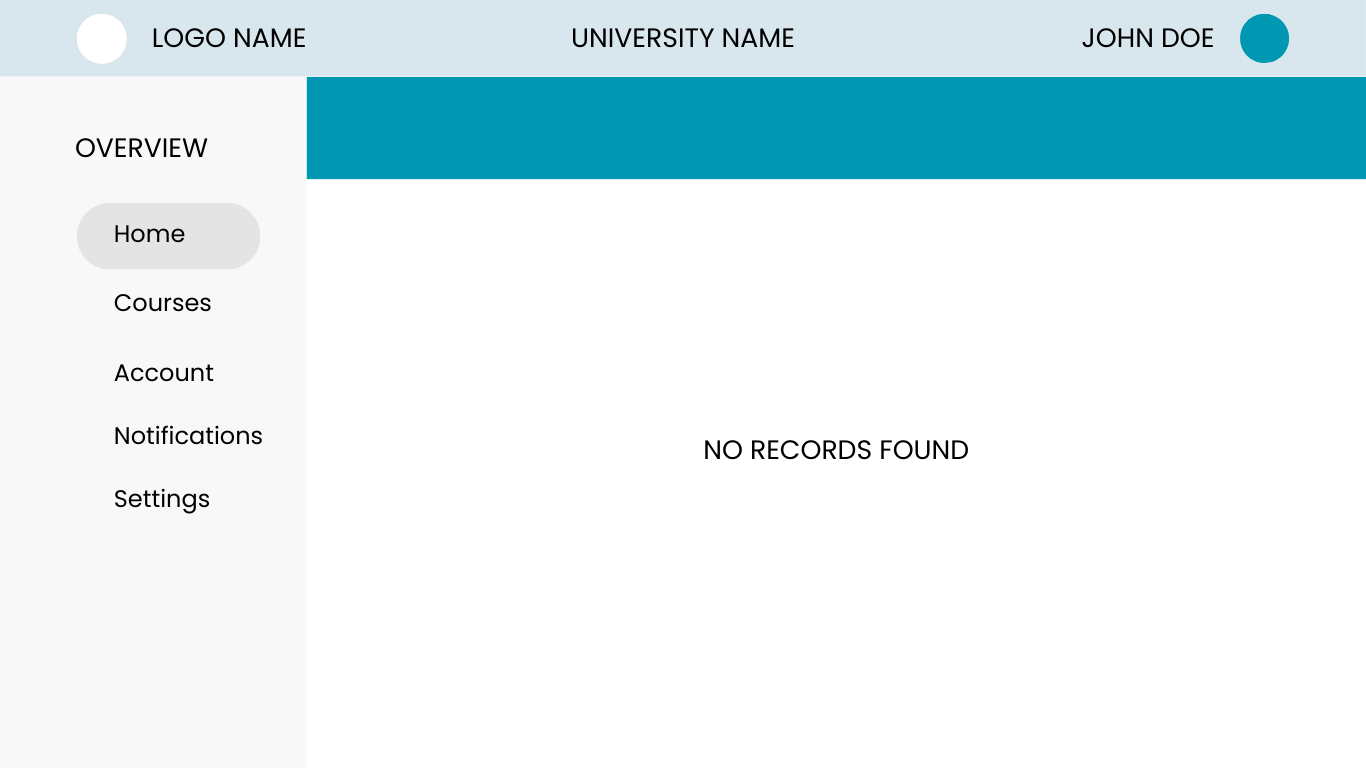 LOGO NAME
UNIVERSITY NAME
JOHN DOE
OVERVIEW
Home
Courses
Account
Notifications
Settings
NO RECORDS FOUND